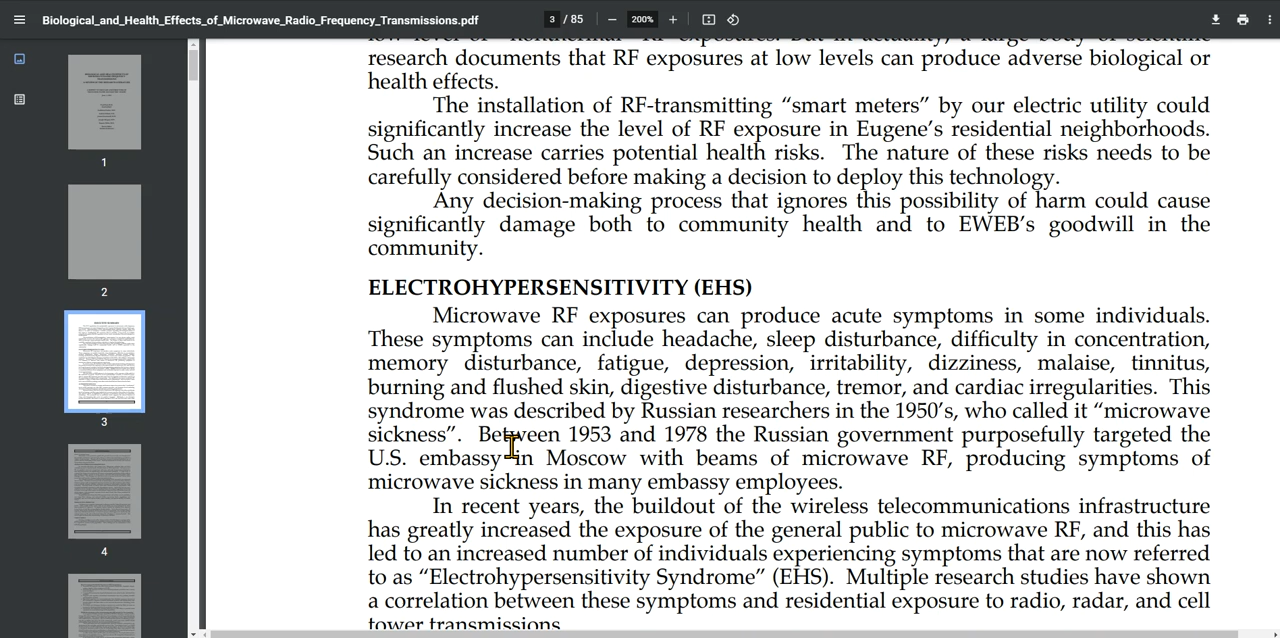 Biological_and_Health_Effects_of_Microwave_Radio_Frequency_Transmissions.pdf
3 / 85
200%
research documents that RF exposures at low levels can produce adverse biological or
health effects.
The installation of RF-transmitting “smart meters” by our electric utility could
significantly increase the level of RF exposure in Eugene’s residential neighborhoods.
Such an increase carries potential health risks. The nature of these risks needs to be
carefully considered before making a decision to deploy this technology.
Any decision-making process that ignores this possibility of harm could cause
significantly damage both to community health and to EWEB’s goodwill in the
community.
ELECTROHYPERSENSITIVITY (EHS)
Microwave RF exposures can produce acute symptoms in some individuals.
These symptoms can include headache, sleep disturbance, difficulty in concentration,
memory disturbance, fatigue, depression, irritability, dizziness, malaise, tinnitus,
burning and flushed skin, digestive disturbance, tremor, and cardiac irregularities. This
syndrome was described by Russian researchers in the 1950’s, who called it “microwave
sickness”. Between 1953 and 1978 the Russian government purposefully targeted the
U.S. embassy in Moscow with beams of microwave RF, producing symptoms of
microwave sickness in many embassy employees.
In recent years, the buildout of the wireless telecommunications infrastructure
has greatly increased the exposure of the general public to microwave RF, and this has
led to an increased number of individuals experiencing symptoms that are now referred
to as “Electrohypersensitivity Syndrome” (EHS). Multiple research studies have shown
a correlation between these symptoms and residential exposure to radio, radar, and cell
tower transmissions.
1
2
3
4